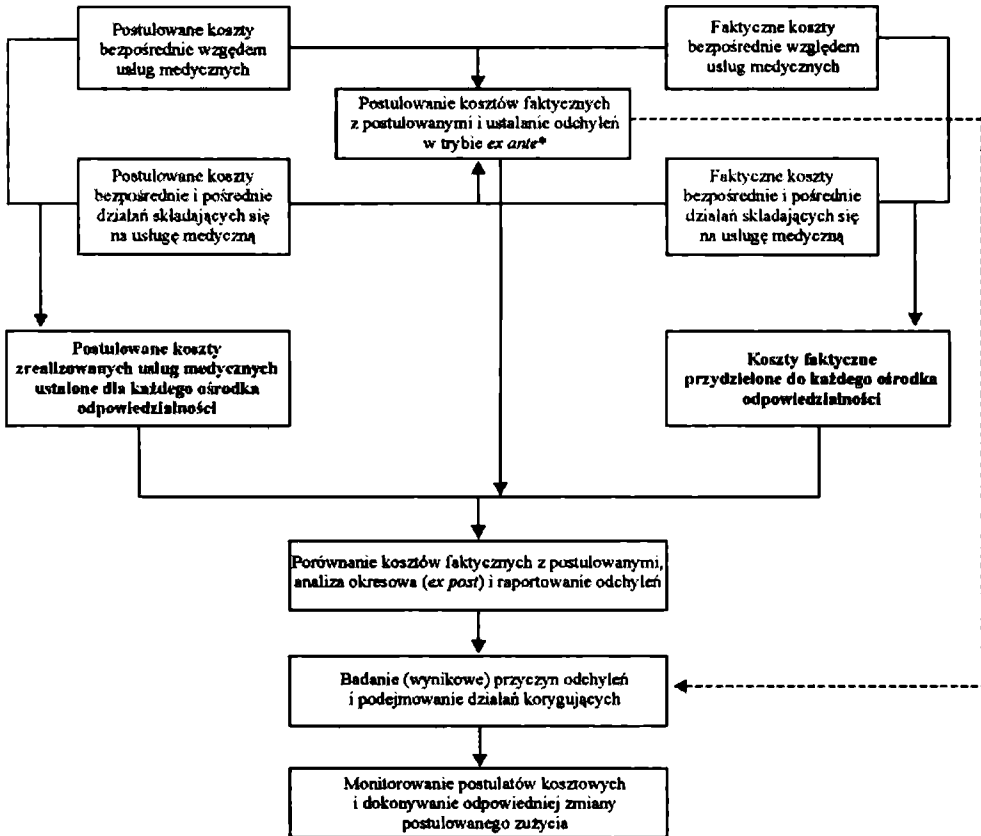 Postulowane koszty
bezpośrednie względem
usług medycznych
Faktyczne koszty
bezpośrednie względem
usług medycznych
Postulowanie kosztów faktycznych
z postulowanymi i ustalanie odchyleń
w trybie ex ante*
Postulowane koszty
bezpośrednie i pośrednie
działań składających się
na usługę medyczną
Faktyczne koszty
bezpośrednie i pośrednie
działań składających się
na usługę medyczną
Postulowane koszty
zrealizowanych usług medycznych
ustalone dla każdego ośrodka
odpowiedzialności
Koszty faktyczne
przydzielone do każdego ośrodka
odpowiedzialności
Porównanie kosztów faktycznych z postulowanymi,
analiza okresowa (ex post) i raportowanie odchyleń
Badanie (wynikowe) przyczyn odchyleń
i podejmowanie działań korygujących
Monitorowanie postulatów kosztowych
i dokonywanie odpowiedniej zmiany
postulowanego zużycia